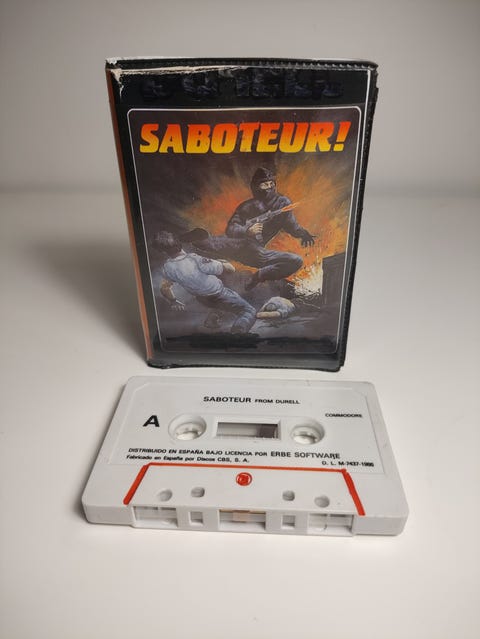 SABOTEUR!
SABOTEUR FROM DURELL
A
COMMODORE
DISTRIBUIDO EN ESPAÑA BAJO LICENCIA POR ERBE SOFTWARE
Fabricado en España por Discos CBS, S. A.
D. L. M-7437-1986